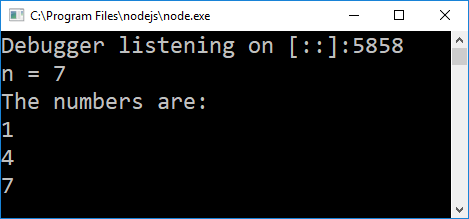 C:\Program Files\nodejs\node.exe
Debugger listening on [::]:5858
n = 7
The numbers are:
1
4
7